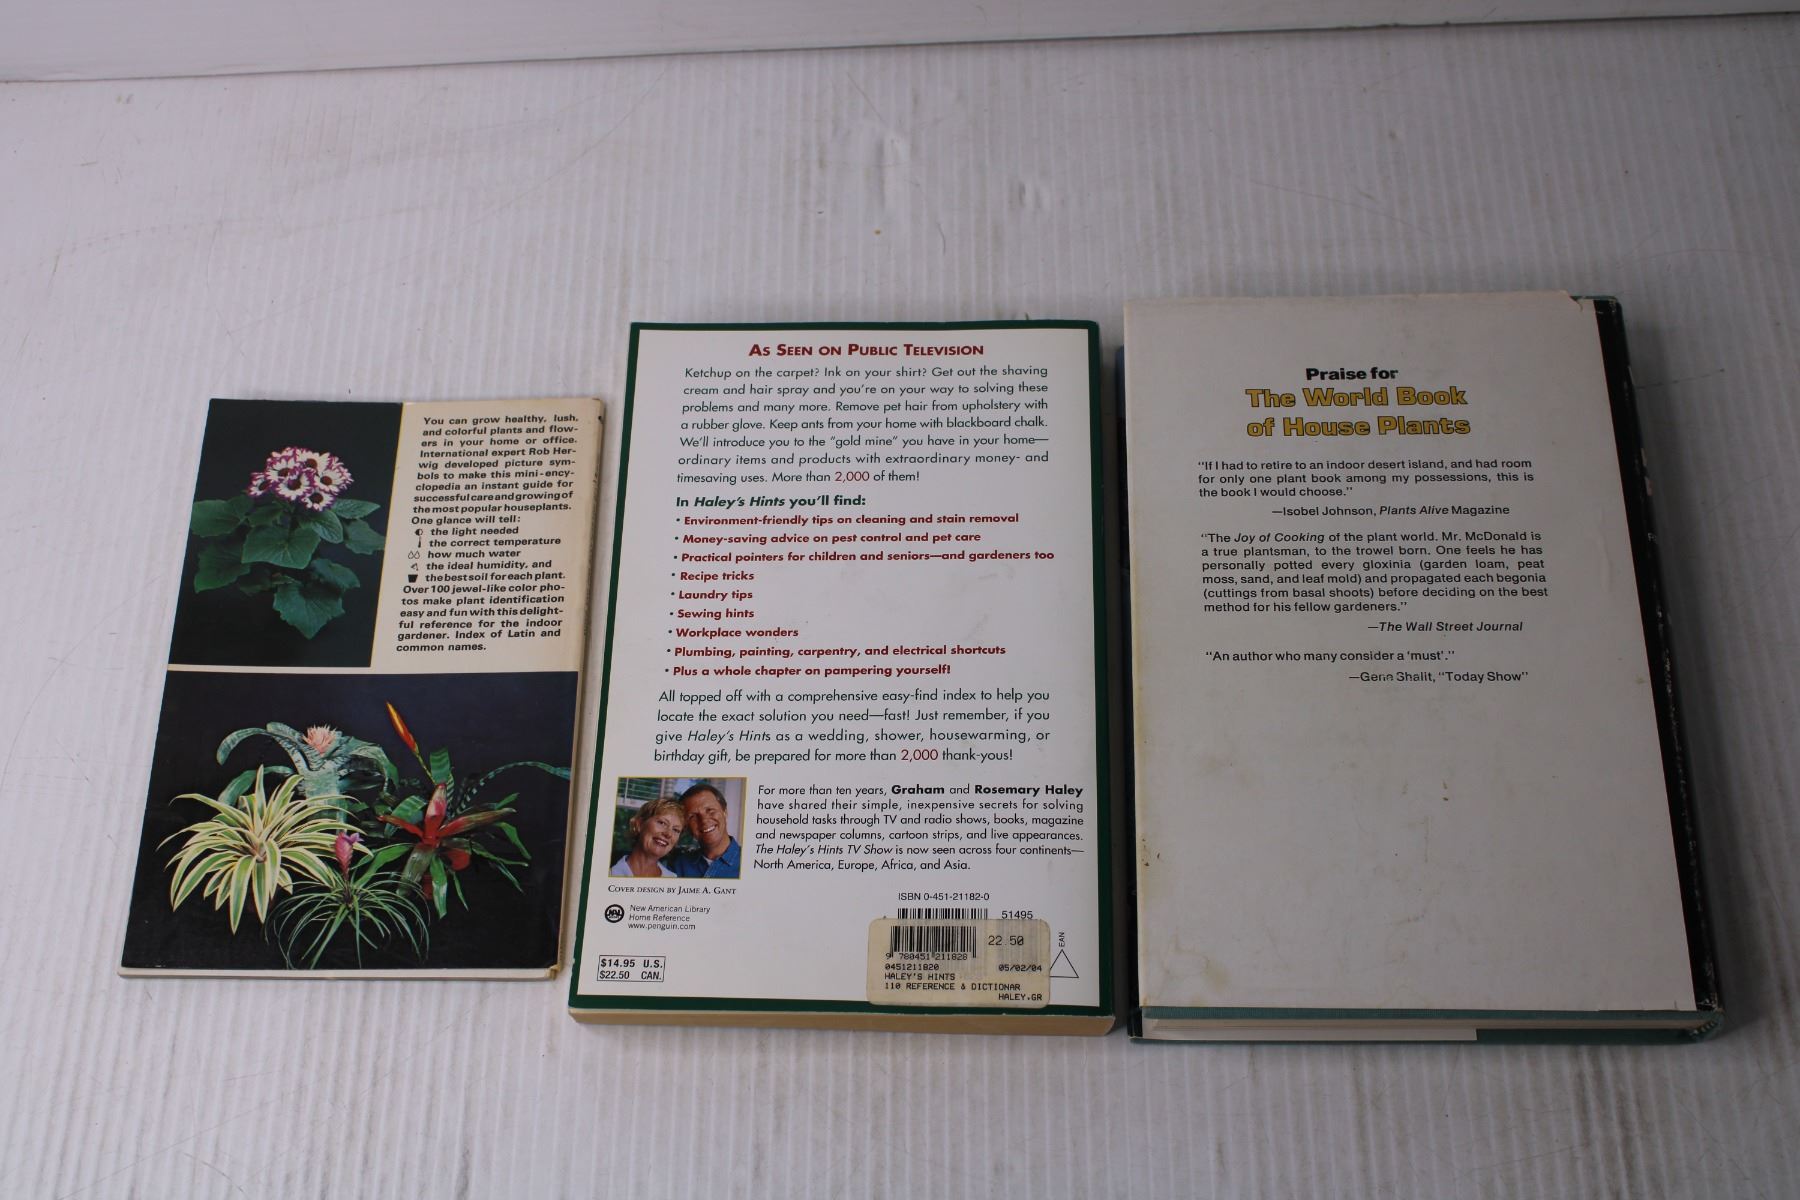 You can grow healthy, lush,
and colorful plants and flow-
ers in your home or office.
International expert Rob Her-
wig developed picture sym-
bols to make this mini-ency-
clopedia an instant guide for
successful care and growing of
the most popular houseplants.
One glance will tell:
the light needed
the correct temperature
how much water
the ideal humidity, and
the best soil for each plant.
Over 100 jewel-like color pho-
tos make plant identification
easy and fun with this delight-
ful reference for the indoor
gardener. Index of Latin and
common names.
As Seen on Public Television
Ketchup on the carpet? Ink on your shirt? Get out the shaving
cream and hair spray and you're on your way to solving these
problems and many more. Remove pet hair from upholstery with
a rubber glove. Keep ants from your home with blackboard chalk.
We'll introduce you to the "gold mine" you have in your home—
ordinary items and products with extraordinary money- and
timesaving uses. More than 2,000 of them!
In Haley's Hints you'll find:
• Environment-friendly tips on cleaning and stain removal
• Money-saving advice on pest control and pet care
• Practical pointers for children and seniors—and gardeners too
• Recipe tricks
• Laundry tips
• Sewing hints
• Workplace wonders
• Plumbing, painting, carpentry, and electrical shortcuts
• Plus a whole chapter on pampering yourself!
All topped off with a comprehensive easy-find index to help you
locate the exact solution you need—fast! Just remember, if you
give Haley's Hints as a wedding, shower, housewarming, or
birthday gift, be prepared for more than 2,000 thank-yous!
For more than ten years, Graham and Rosemary Haley
have shared their simple, inexpensive secrets for solving
household tasks through TV and radio shows, books, magazine
and newspaper columns, cartoon strips, and live appearances.
The Haley's Hints TV Show is now seen across four continents—
North America, Europe, Africa, and Asia.
Cover design by Jaime A. Gant
New American Library
Home Reference
www.penguin.com
$14.95 U.S.
$22.50 CAN.
ISBN 0-451-21182-0
51495
EAN
22.50
9 780451 211828
0451211820 05/02/04
HALEY'S HINTS
110 REFERENCE & DICTIONAR
HALEY,GR
Praise for
The World Book
of House Plants
"If I had to retire to an indoor desert island, and had room
for only one plant book among my possessions, this is
the book I would choose."
—Isobel Johnson, Plants Alive Magazine
"The Joy of Cooking of the plant world. Mr. McDonald is
a true plantsman, to the trowel born. One feels he has
personally potted every gloxinia (garden loam, peat
moss, sand, and leaf mold) and propagated each begonia
(cuttings from basal shoots) before deciding on the best
method for his fellow gardeners."
—The Wall Street Journal
"An author who many consider a 'must'."
—Gene Shalit, "Today Show"